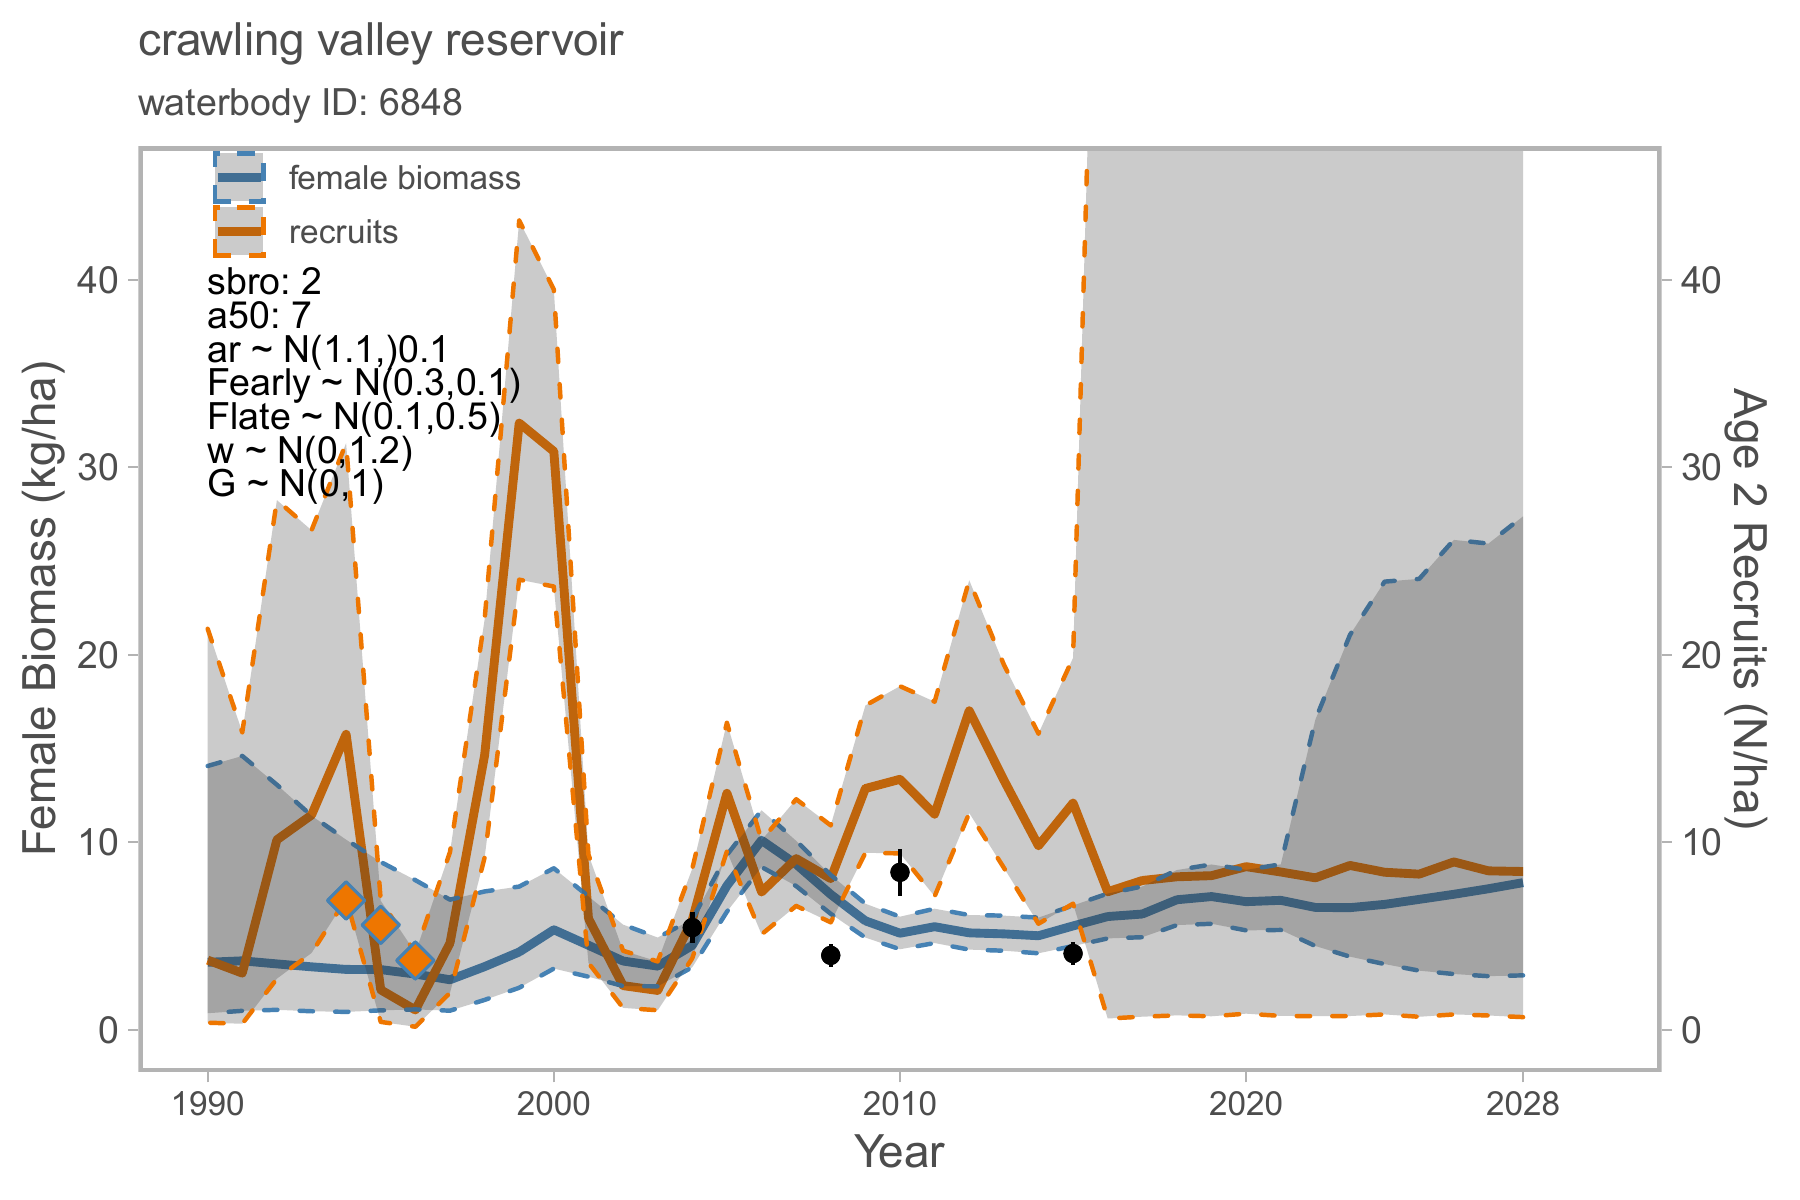 crawling valley reservoir
waterbody ID: 6848
female biomass
recruits
sbro: 2
a50: 7
ar ~ N(1.1,)0.1
Fearly ~ N(0.3,0.1)
Flate ~ N(0.1,0.5)
w ~ N(0,1.2)
G ~ N(0,1)
40
30
20
10
0
Female Biomass (kg/ha)
40
30
20
10
0
Age 2 Recruits (N/ha)
1990 2000 2010 2020 2028
Year